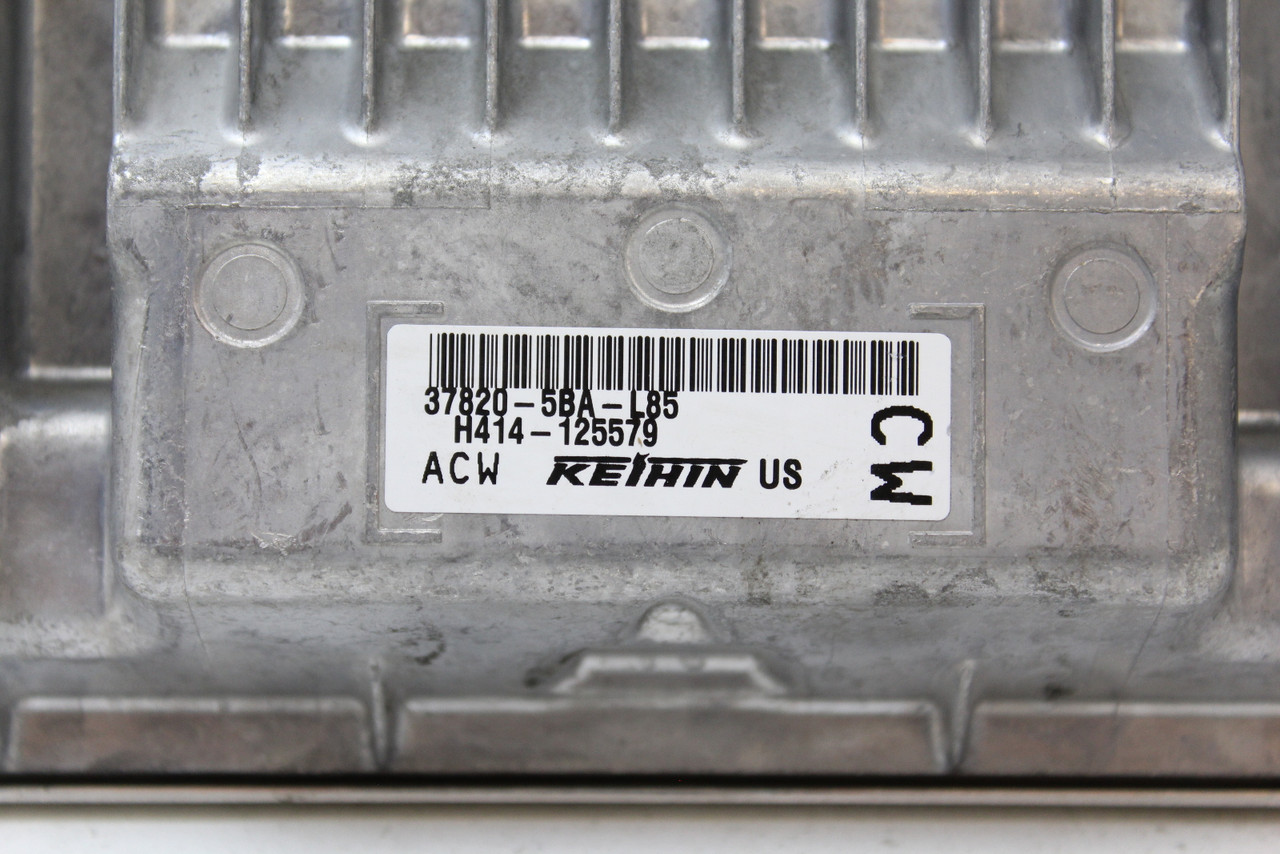 37820-5BA-L85
H414-125579
ACW KEIHIN US
CW